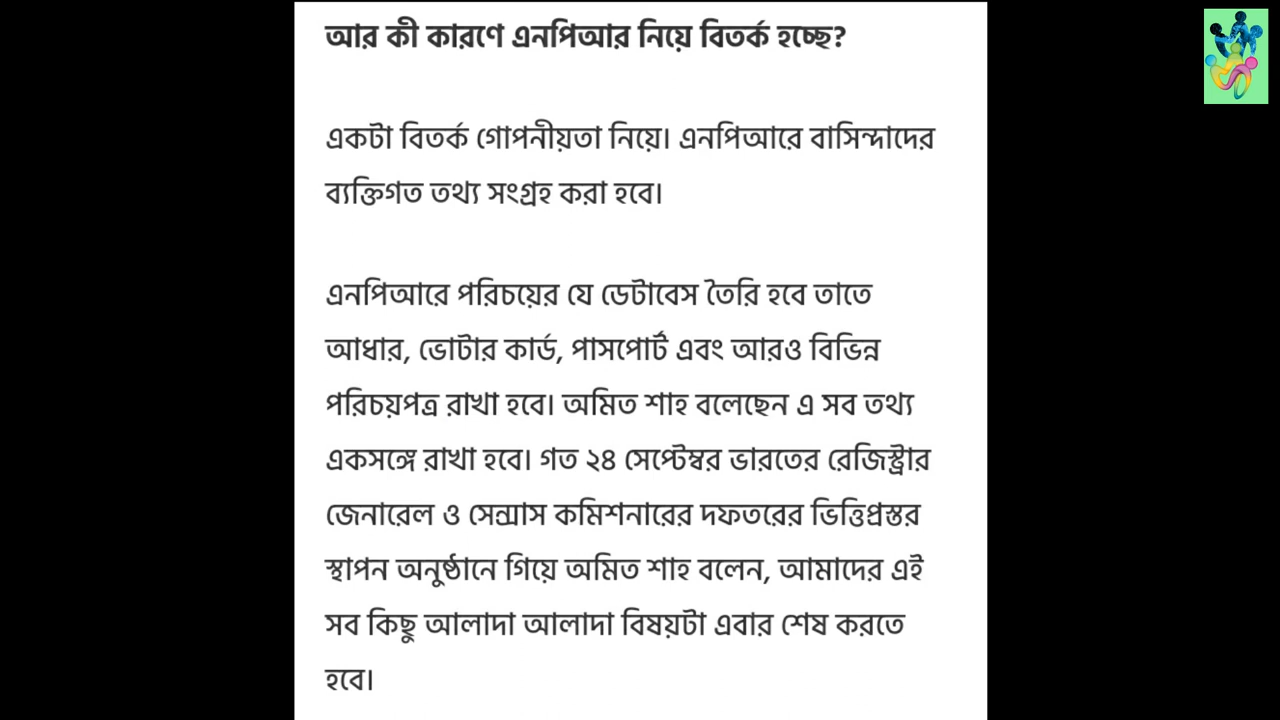 আর কী কারণে এনপিআর নিয়ে বিতর্ক হচ্ছে?
একটা বিতর্ক গোপনীয়তা নিয়ে। এনপিআরে বাসিন্দাদের
ব্যক্তিগত তথ্য সংগ্রহ করা হবে।
এনপিআরে পরিচয়ের যে ডেটাবেস তৈরি হবে তাতে
আধার, ভোটার কার্ড, পাসপোর্ট এবং আরও বিভিন্ন
পরিচয়পত্র রাখা হবে। অমিত শাহ বলেছেন এ সব তথ্য
একসঙ্গে রাখা হবে। গত ২৪ সেপ্টেম্বর ভারতের রেজিস্ট্রার
জেনারেল ও সেন্সাস কমিশনারের দফতরের ভিত্তিপ্রস্তর
স্থাপন অনুষ্ঠানে গিয়ে অমিত শাহ বলেন, আমাদের এই
সব কিছু আলাদা আলাদা বিষয়টা এবার শেষ করতে
হবে।